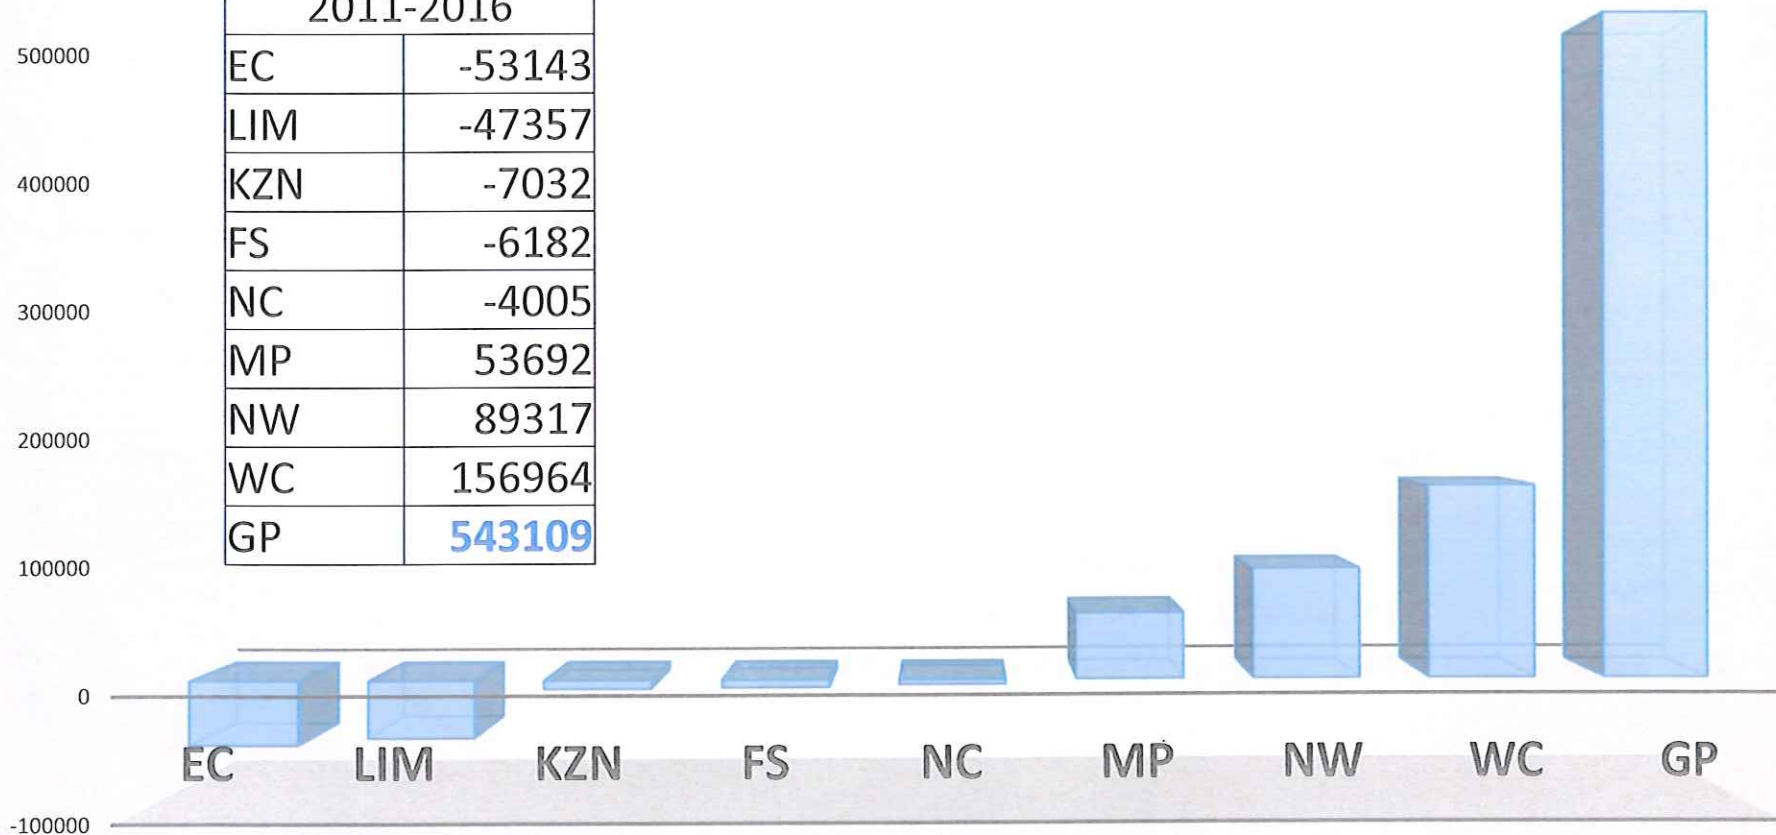 2011-2016
EC -53143
LIM -47357
KZN -7032
FS -6182
NC -4005
MP 53692
NW 89317
WC 156964
GP 543109
500000
400000
300000
200000
100000
0
-100000
EC LIM KZN FS NC MP NW WC GP